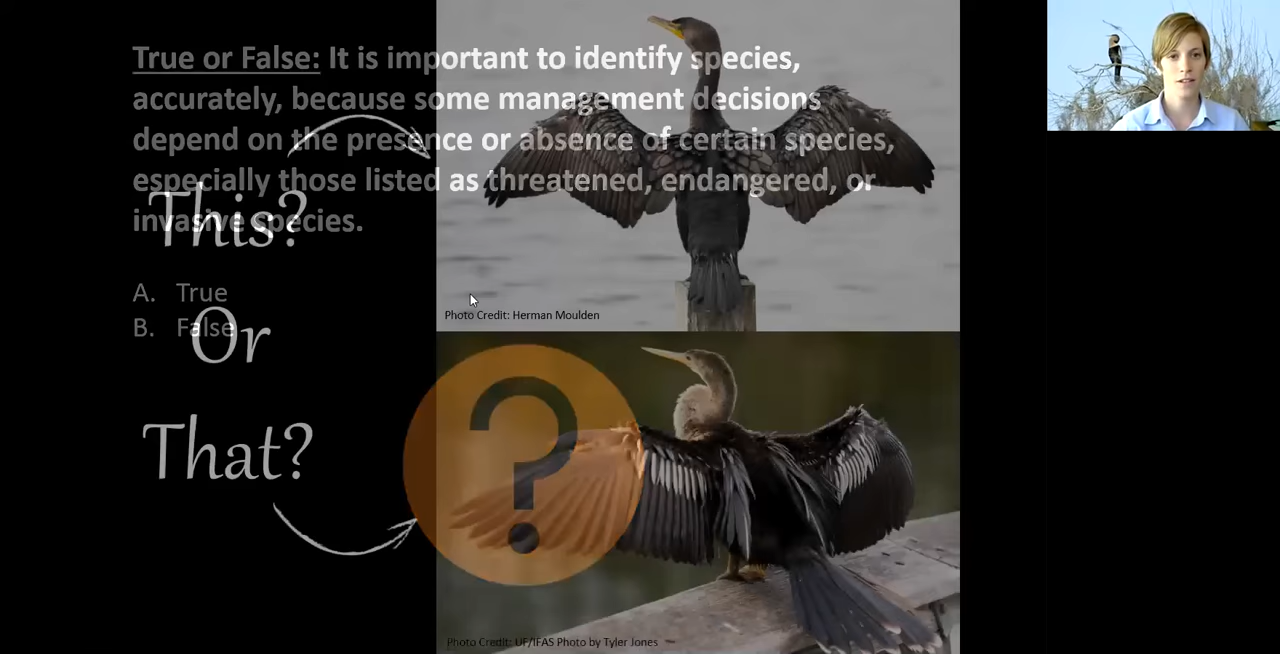 True or False: It is important to identify species,
accurately, because some management decisions
depend on the presence or absence of certain species,
especially those listed as threatened, endangered, or
invasive species.
A. True
B. False
This?
Or
That?
Photo Credit: Herman Moulden
?
Photo Credit: UF/IFAS Photo by Tyler Jones